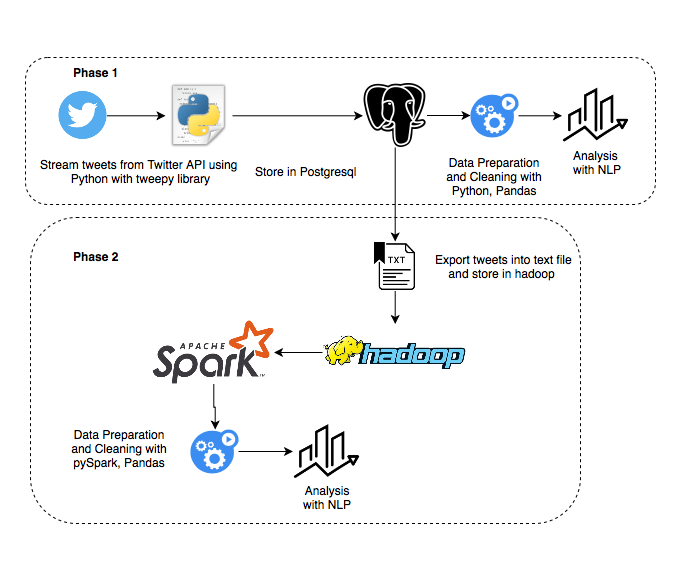 Phase 1
Stream tweets from Twitter API using
Python with tweepy library
Store in Postgresql
Data Preparation
and Cleaning with
Python, Pandas
Analysis
with NLP
Phase 2
TXT
Export tweets into text file
and store in hadoop
APACHE
Spark
hadoop
Data Preparation
and Cleaning with
pySpark, Pandas
Analysis
with NLP